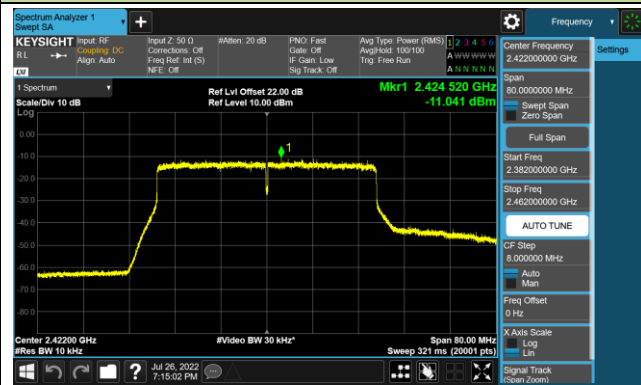 Spectrum Analyzer 1
Swept SA
Frequency
KEYSIGHT
Input: RF
Coupling: DC
Align: Auto
RL
LXI
Input Z: 50 Ω
Corrections: Off
Freq Ref: Int (S)
NFE: Off
#Atten: 20 dB
PNO: Fast
Gate: Off
IF Gain: Low
Sig Track: Off
Avg Type: Power (RMS)
Avg|Hold: 100/100
Trig: Free Run
1 2 3 4 5 6
A W W W W W
A N N N N N
1 Spectrum
Scale/Div 10 dB
Log
Ref Lvl Offset 22.00 dB
Ref Level 10.00 dBm
Mkr1 2.424 520 GHz
-11.041 dBm
1
0.00
-10.0
-20.0
-30.0
-40.0
-50.0
-60.0
-70.0
-80.0
Center 2.42200 GHz
#Res BW 10 kHz
#Video BW 30 kHz*
Span 80.00 MHz
Sweep 321 ms (20001 pts)
Jul 26, 2022
7:15:02 PM
Center Frequency
2.422000000 GHz
Settings
Span
80.0000000 MHz
Swept Span
Zero Span
Full Span
Start Freq
2.382000000 GHz
Stop Freq
2.462000000 GHz
AUTO TUNE
CF Step
8.000000 MHz
Auto
Man
Freq Offset
0 Hz
X Axis Scale
Log
Lin
Signal Track
(Span Zoom)